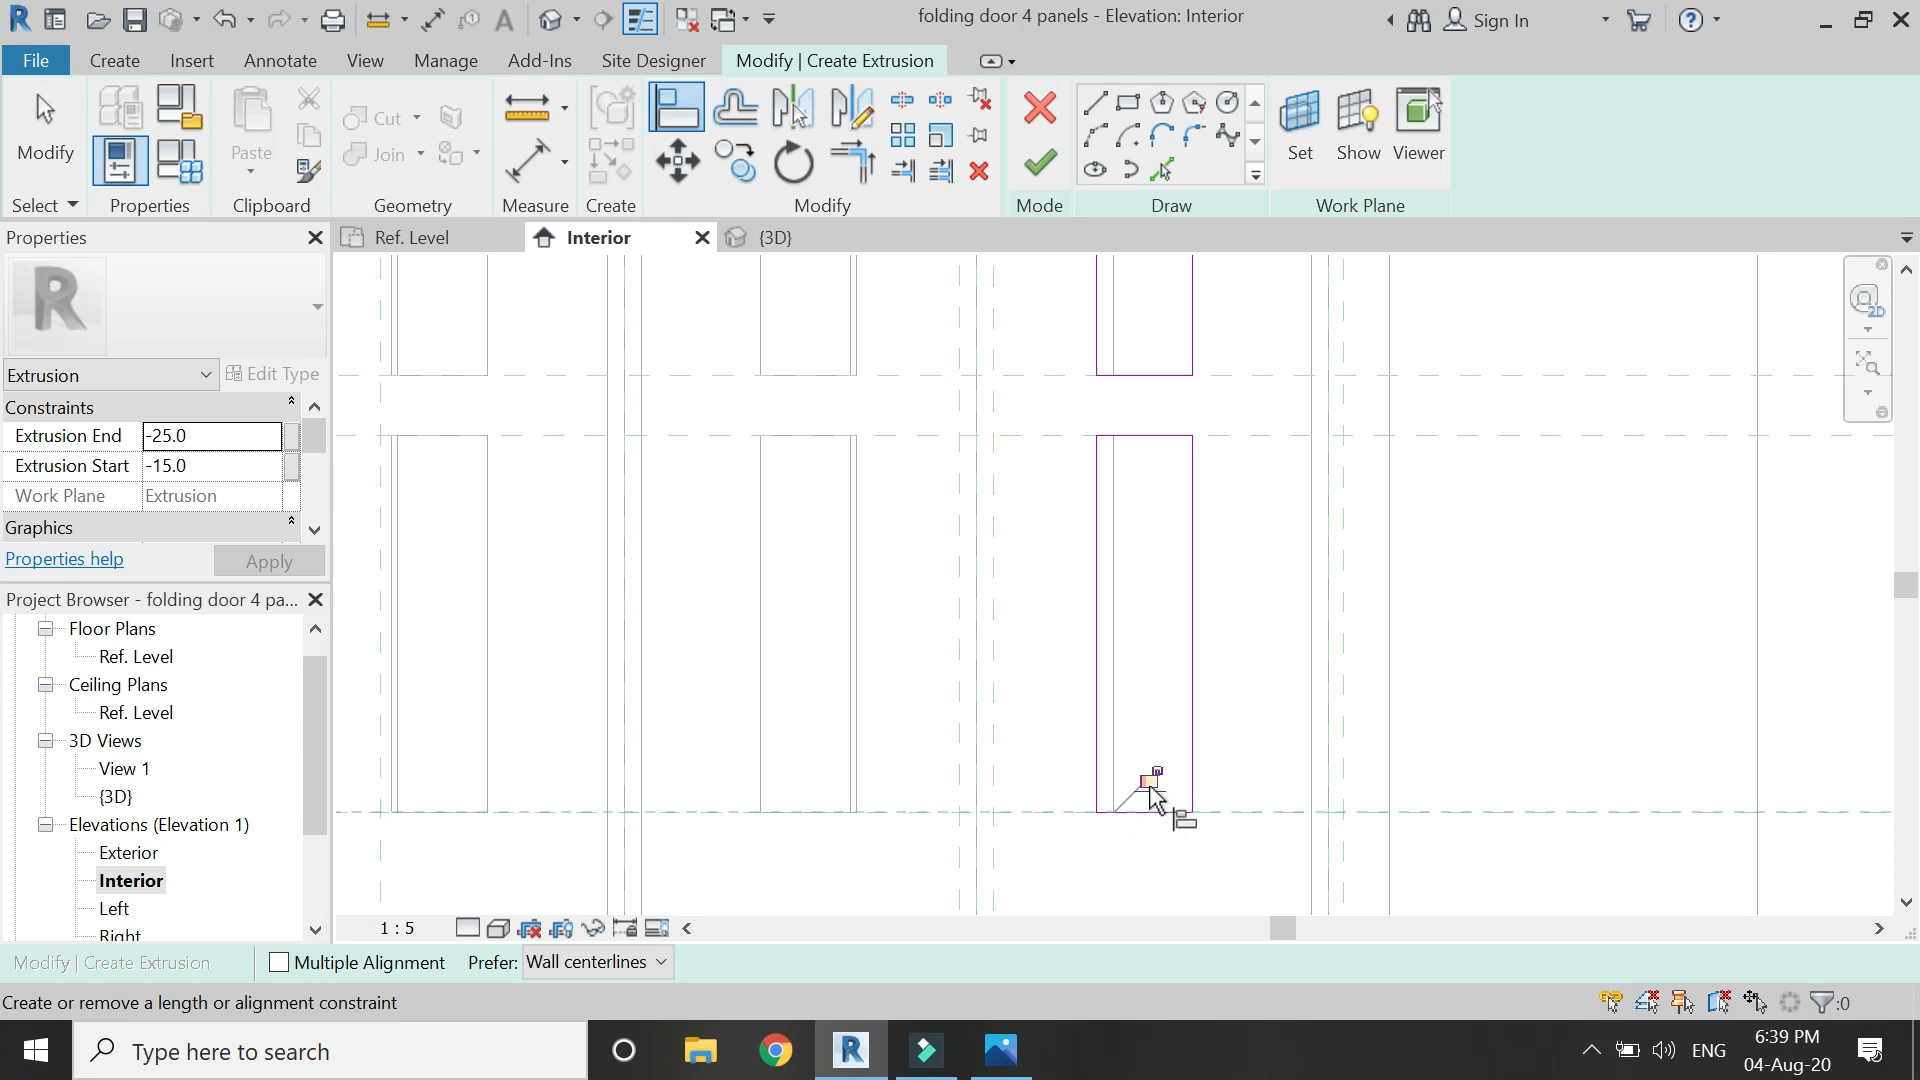 folding door 4 panels - Elevation: Interior
Sign In
File
Create
Insert
Annotate
View
Manage
Add-Ins
Site Designer
Modify | Create Extrusion
Modify
Paste
Cut
Join
Set
Show
Viewer
Select
Properties
Clipboard
Geometry
Measure
Create
Modify
Mode
Draw
Work Plane
Properties
Ref. Level
Interior
{3D}
2D
R
Extrusion
Edit Type
Constraints
Extrusion End
-25.0
Extrusion Start
-15.0
Work Plane
Extrusion
Graphics
Properties help
Apply
Project Browser - folding door 4 pa...
Floor Plans
Ref. Level
Ceiling Plans
Ref. Level
3D Views
View 1
{3D}
Elevations (Elevation 1)
Exterior
Interior
Left
Right
1 : 5
Modify | Create Extrusion
Multiple Alignment
Prefer:
Wall centerlines
Create or remove a length or alignment constraint
:0
Type here to search
ENG
6:39 PM
04-Aug-20